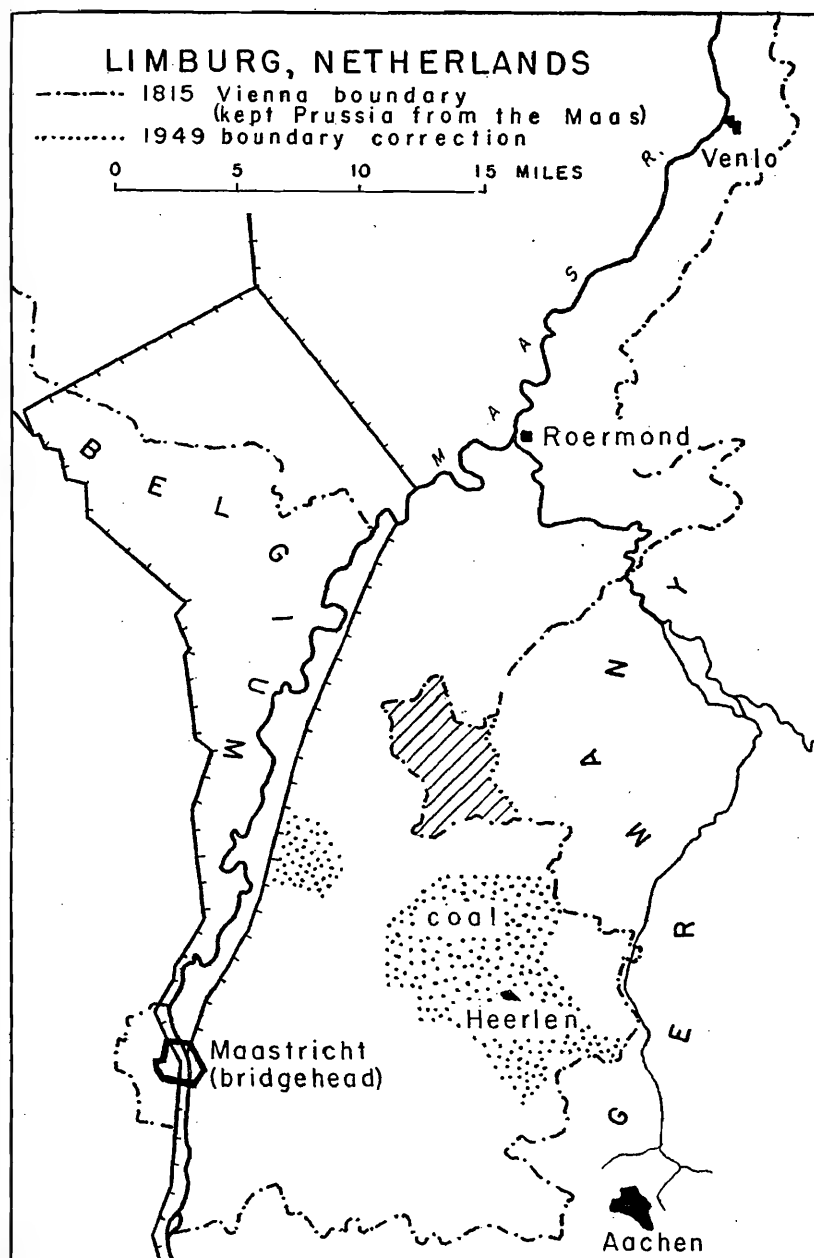 LIMBURG, NETHERLANDS
1815 Vienna boundary
(kept Prussia from the Maas)
1949 boundary correction
0 5 10 15 MILES
Venlo
MAAS R.
Roermond
BELGIUM
GERMANY
coal
Heerlen
Maastricht
(bridgehead)
Aachen